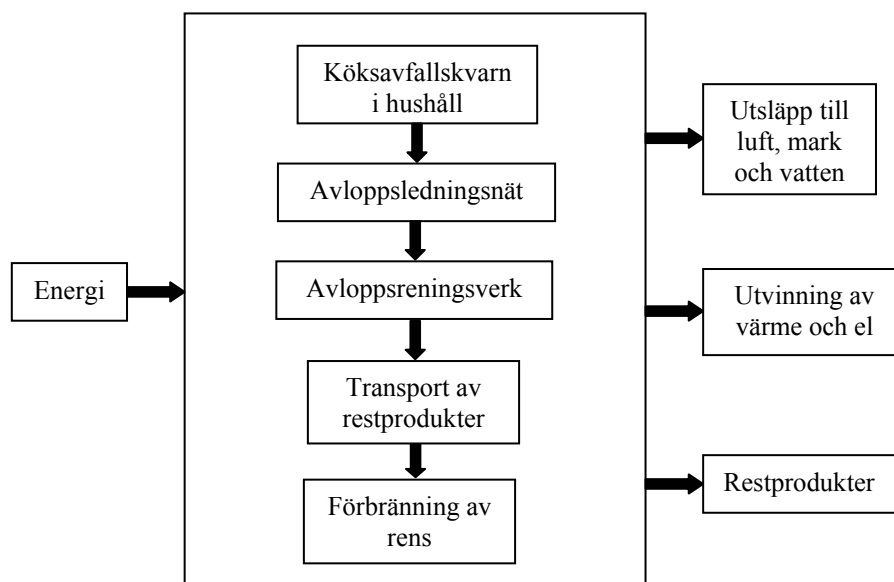 Energi
Köksavfallskvarn
i hushåll
Avloppsledningsnät
Avloppsreningsverk
Transport av
restprodukter
Förbränning av
rens
Utsläpp till
luft, mark
och vatten
Utvinning av
värme och el
Restprodukter